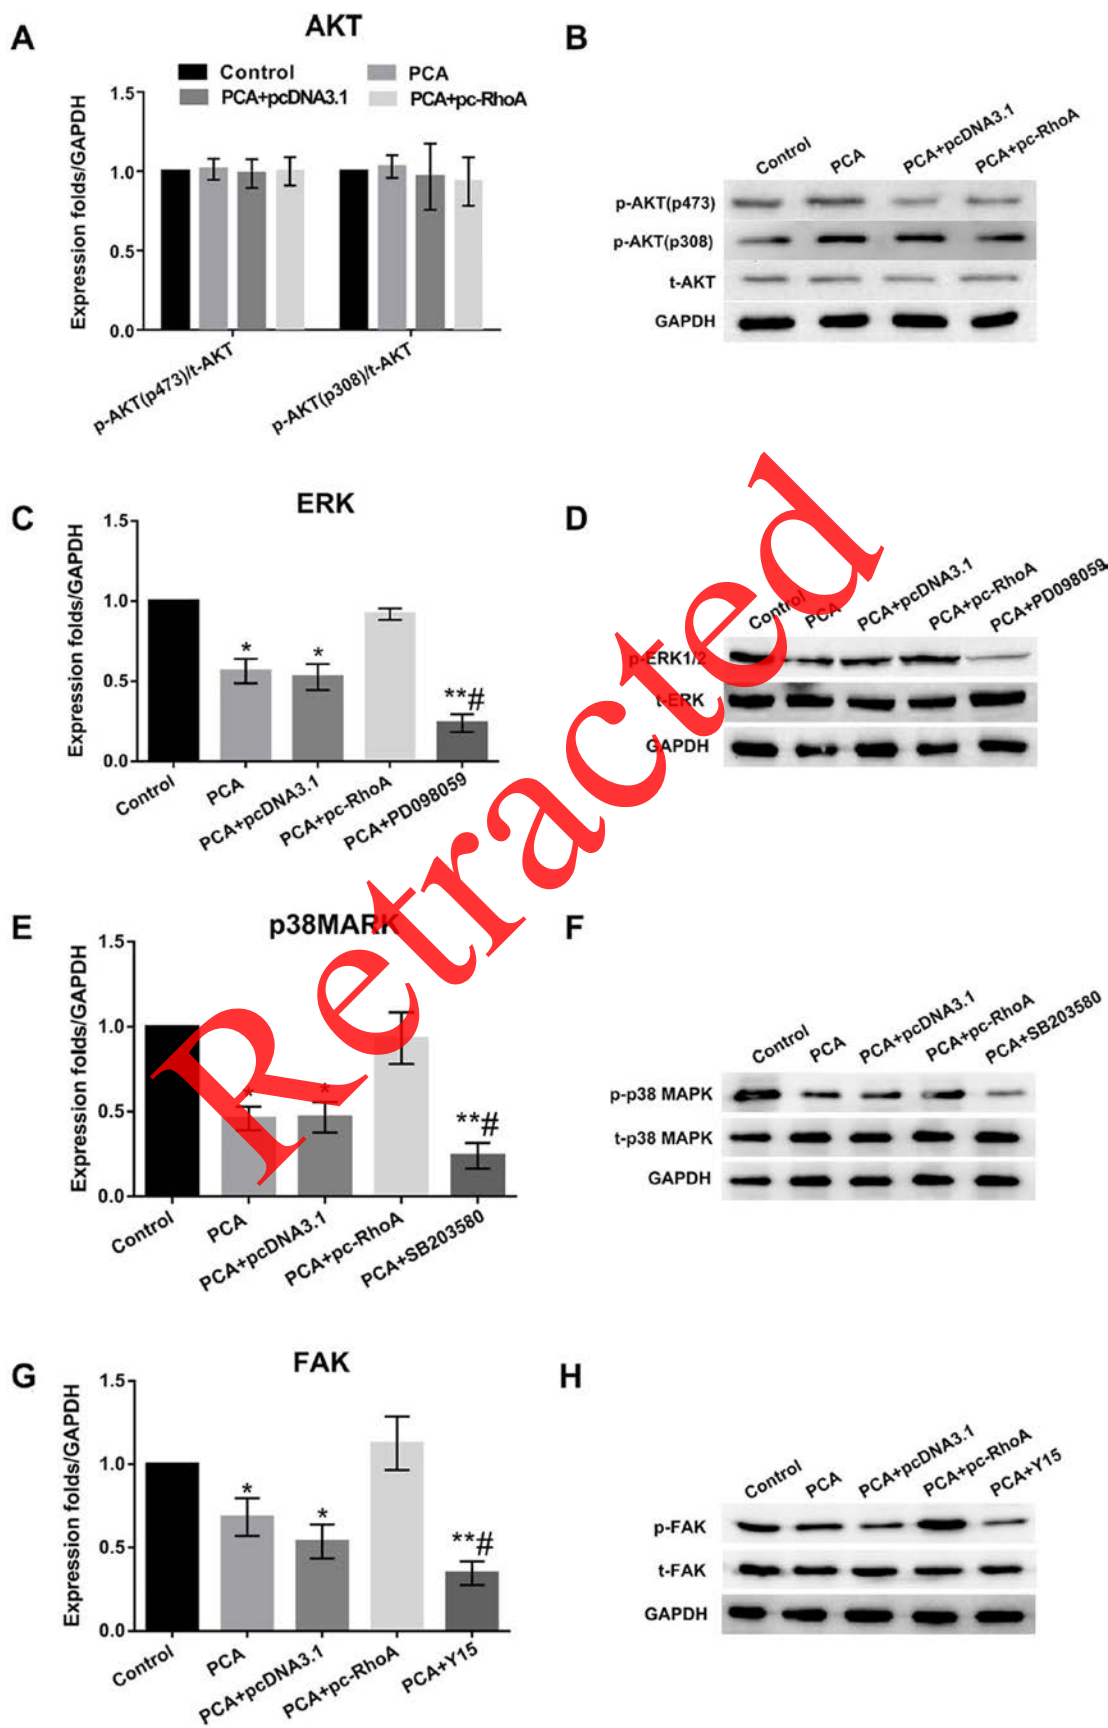 A
AKT
Control
PCA
PCA+pcDNA3.1
PCA+pc-RhoA
Expression folds/GAPDH
1.5
1.0
0.5
0.0
p-AKT(p473)/t-AKT
p-AKT(p308)/t-AKT
B
Control
PCA
PCA+pcDNA3.1
PCA+pc-RhoA
p-AKT(p473)
p-AKT(p308)
t-AKT
GAPDH
C
ERK
Expression folds/GAPDH
1.5
1.0
0.5
0.0
*
*
**#
Control
PCA
PCA+pcDNA3.1
PCA+pc-RhoA
PCA+PD098059
D
Control
PCA
PCA+pcDNA3.1
PCA+pc-RhoA
PCA+PD098059
p-ERK1/2
t-ERK
GAPDH
Retracted
E
p38MARK
Expression folds/GAPDH
1.5
1.0
0.5
0.0
*
*
**#
Control
PCA
PCA+pcDNA3.1
PCA+pc-RhoA
PCA+SB203580
F
Control
PCA
PCA+pcDNA3.1
PCA+pc-RhoA
PCA+SB203580
p-p38 MAPK
t-p38 MAPK
GAPDH
G
FAK
Expression folds/GAPDH
1.5
1.0
0.5
0.0
*
*
**#
Control
PCA
PCA+pcDNA3.1
PCA+pc-RhoA
PCA+Y15
H
Control
PCA
PCA+pcDNA3.1
PCA+pc-RhoA
PCA+Y15
p-FAK
t-FAK
GAPDH